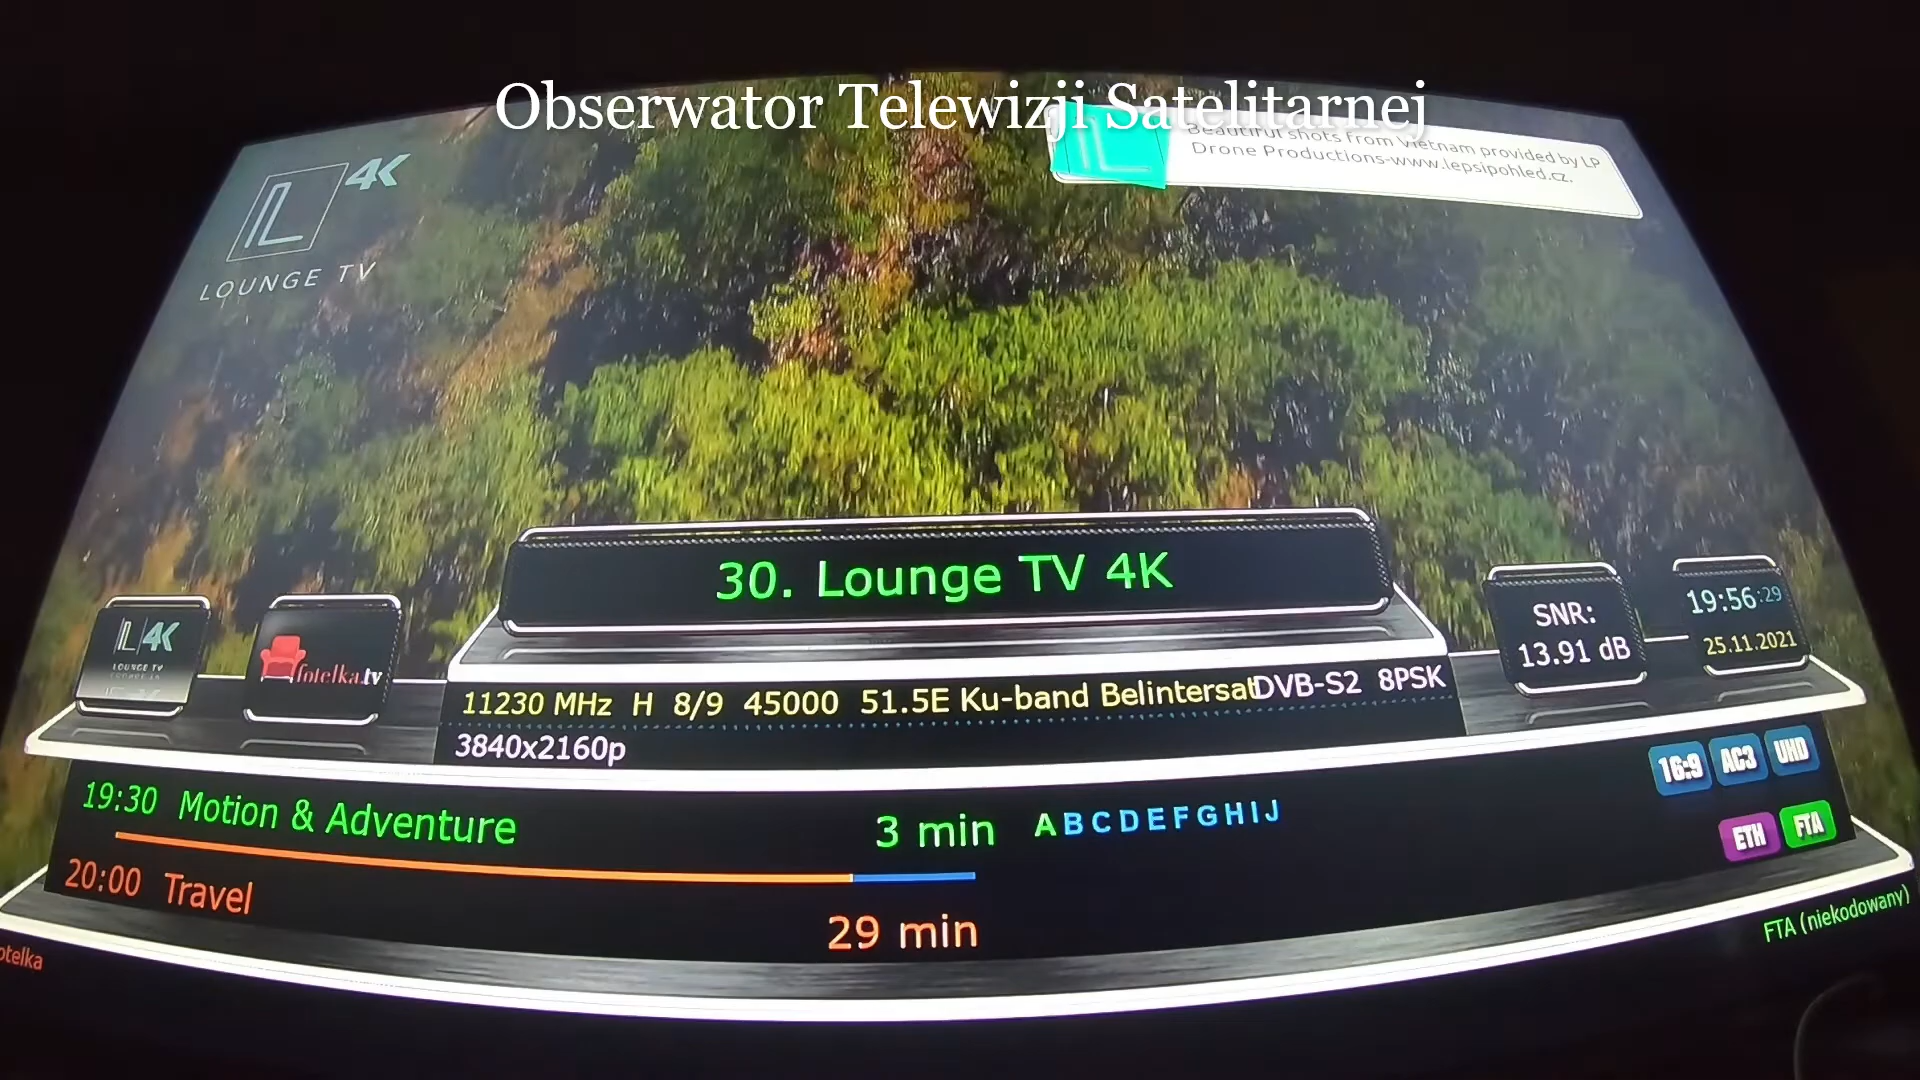 Obserwator Telewizji Satelitarnej
4K
LOUNGE TV
Beautiful shots from Vietnam provided by LP
Drone Productions-www.lepsipohled.cz.
30. Lounge TV 4K
4K
LOUNGE TV
fotelka.tv
SNR:
13.91 dB
19:56:29
25.11.2021
11230 MHz H 8/9 45000 51.5E Ku-band Belintersat
DVB-S2 8PSK
3840x2160p
16:9 AC3 UHD
19:30 Motion & Adventure
3 min
ABCDEFGHIJ
ETH FTA
20:00 Travel
29 min
FTA (niekodowany)
otelka